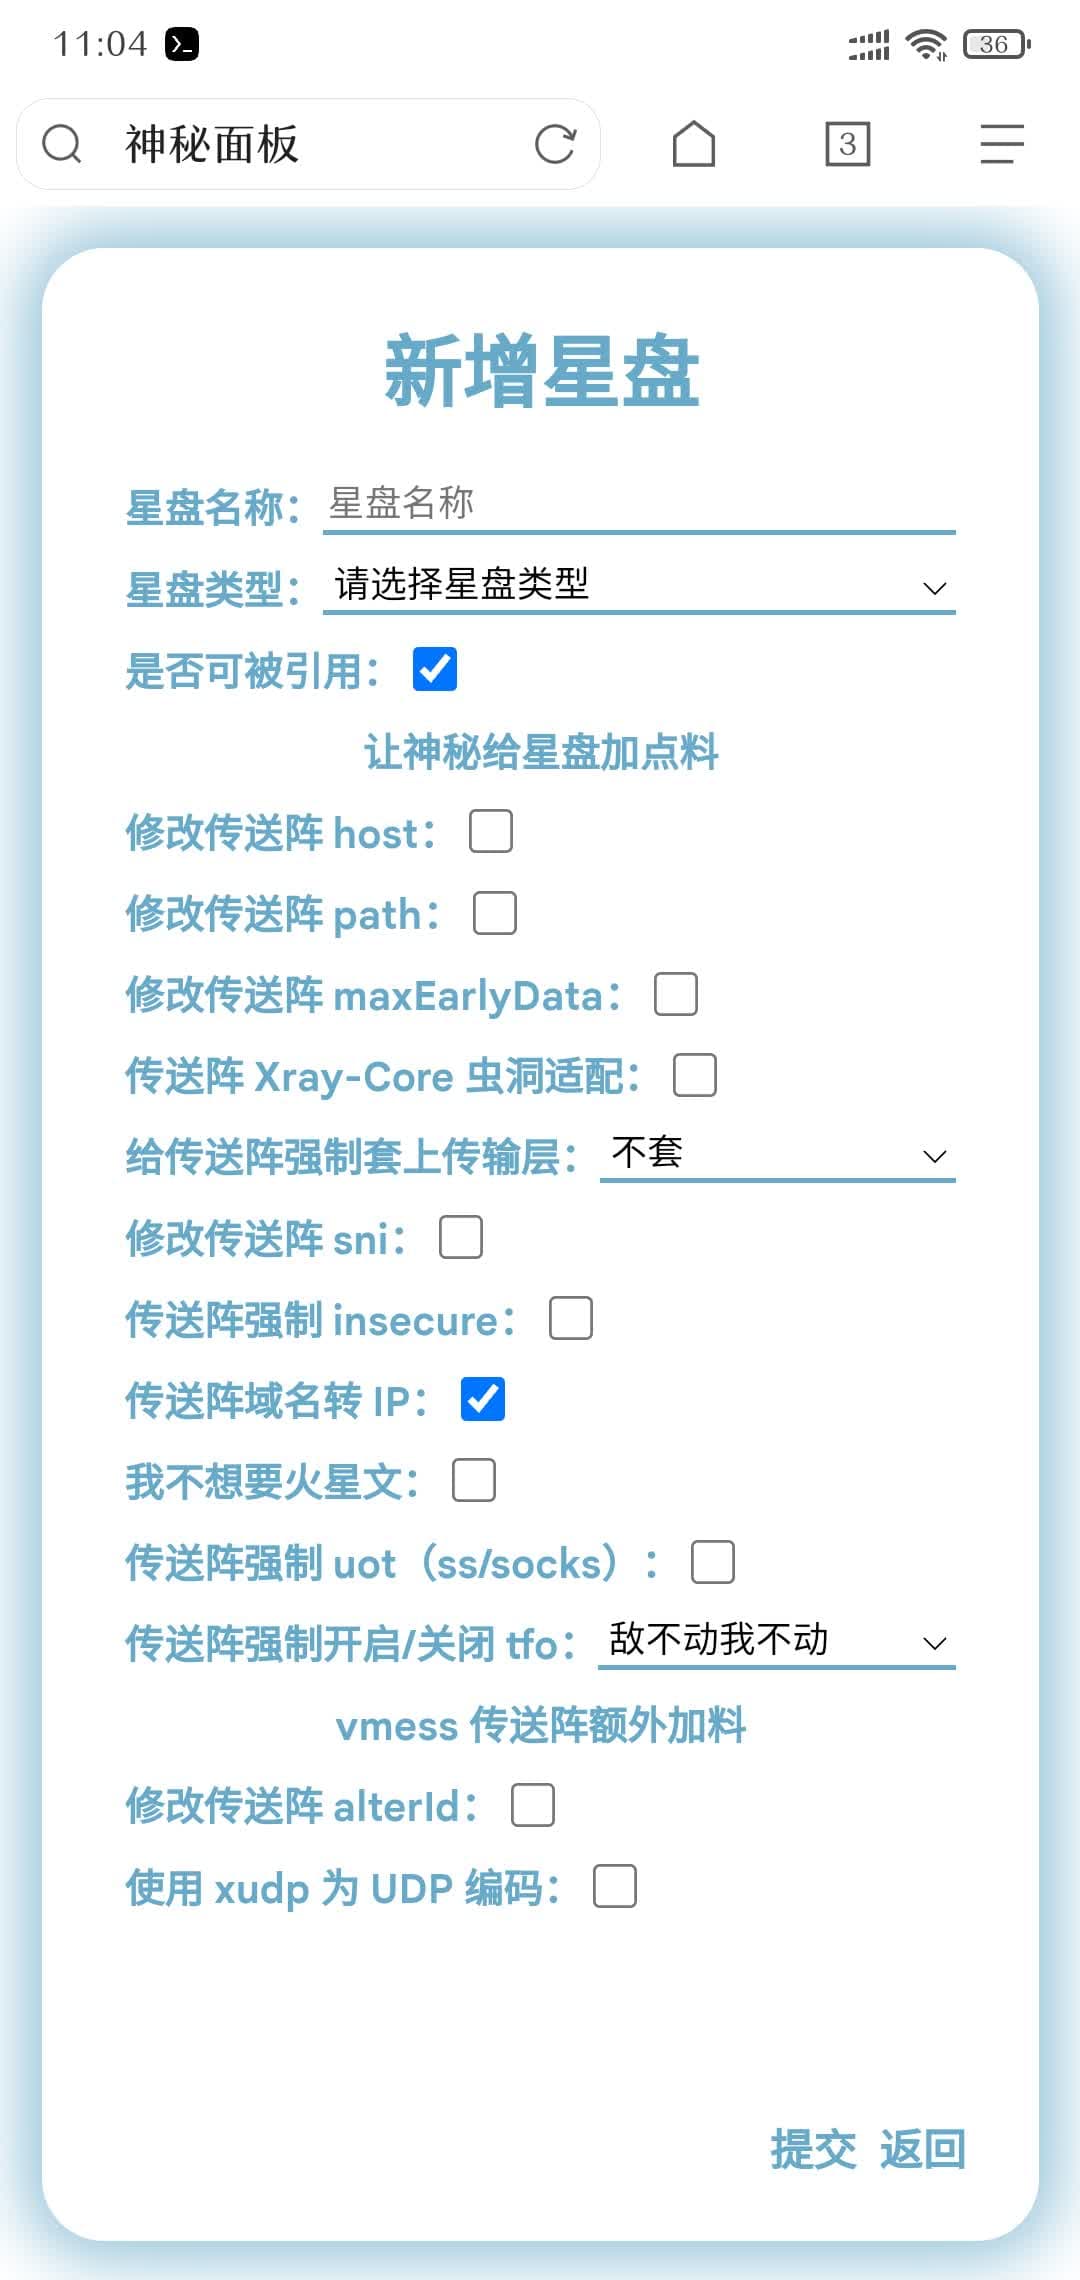 11:04
36
神秘面板
3
新增星盘
星盘名称： 星盘名称
星盘类型： 请选择星盘类型
是否可被引用：
让神秘给星盘加点料
修改传送阵 host：
修改传送阵 path：
修改传送阵 maxEarlyData：
传送阵 Xray-Core 虫洞适配：
给传送阵强制套上传输层： 不套
修改传送阵 sni：
传送阵强制 insecure：
传送阵域名转 IP：
我不想要火星文：
传送阵强制 uot（ss/socks）：
传送阵强制开启/关闭 tfo： 敌不动我不动
vmess 传送阵额外加料
修改传送阵 alterId：
使用 xudp 为 UDP 编码：
提交 返回